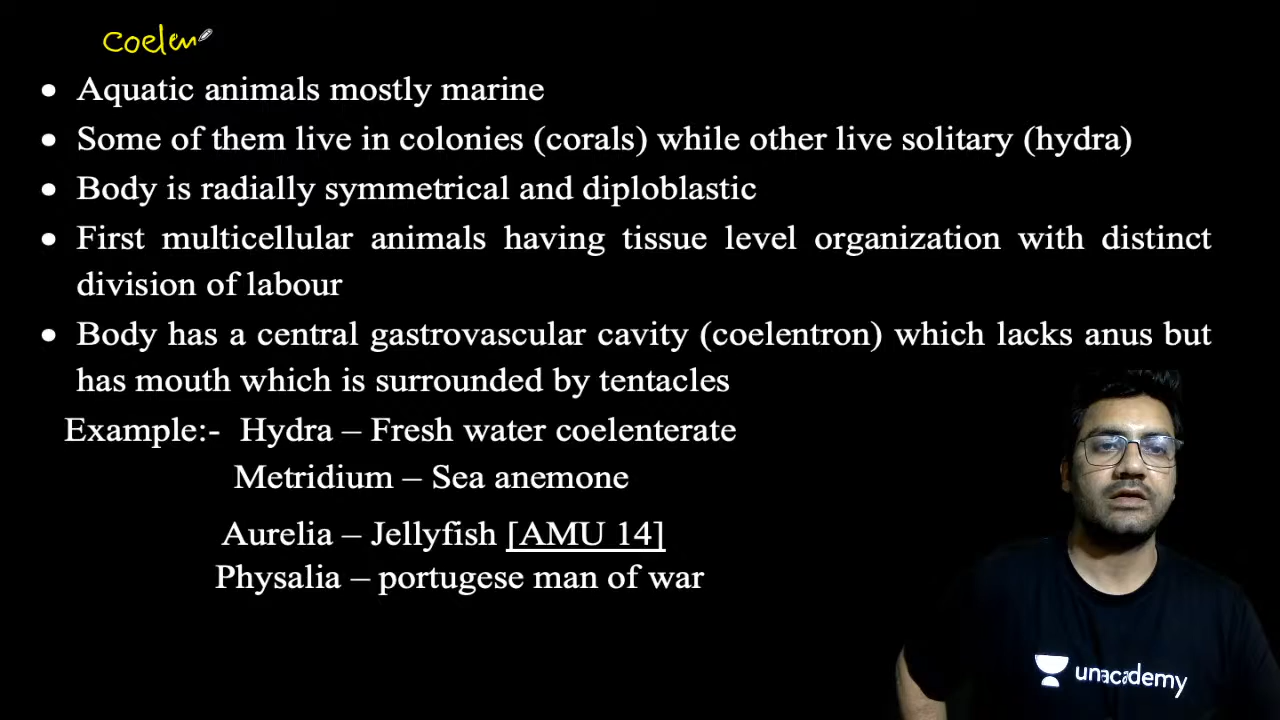 Coelen
• Aquatic animals mostly marine
• Some of them live in colonies (corals) while other live solitary (hydra)
• Body is radially symmetrical and diploblastic
• First multicellular animals having tissue level organization with distinct
division of labour
• Body has a central gastrovascular cavity (coelentron) which lacks anus but
has mouth which is surrounded by tentacles
Example:- Hydra – Fresh water coelenterate
Metridium – Sea anemone
Aurelia – Jellyfish [AMU 14]
Physalia – portugese man of war
unacademy